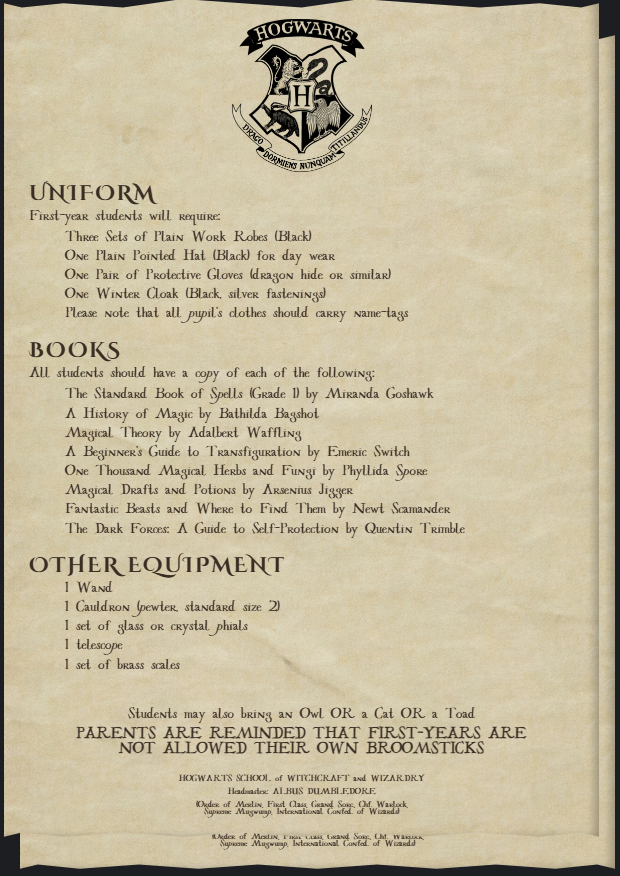 HOGWARTS
H
DRACO DORMIENS NUNQUAM TITILLANDUS
UNIFORM
First-year students will require:
Three Sets of Plain Work Robes (Black)
One Plain Pointed Hat (Black) for day wear
One Pair of Protective Gloves (dragon hide or similar)
One Winter Cloak (Black, silver fastenings)
Please note that all pupil's clothes should carry name-tags
BOOKS
All students should have a copy of each of the following:
The Standard Book of Spells (Grade 1) by Miranda Goshawk
A History of Magic by Bathilda Bagshot
Magical Theory by Adalbert Waffling
A Beginner's Guide to Transfiguration by Emeric Switch
One Thousand Magical Herbs and Fungi by Phyllida Spore
Magical Drafts and Potions by Arsenius Jigger
Fantastic Beasts and Where to Find Them by Newt Scamander
The Dark Forces: A Guide to Self-Protection by Quentin Trimble
OTHER EQUIPMENT
1 Wand
1 Cauldron (pewter, standard size 2)
1 set of glass or crystal phials
1 telescope
1 set of brass scales
Students may also bring an Owl OR a Cat OR a Toad
PARENTS ARE REMINDED THAT FIRST-YEARS ARE
NOT ALLOWED THEIR OWN BROOMSTICKS
HOGWARTS SCHOOL of WITCHCRAFT and WIZARDRY
Headmaster: ALBUS DUMBLEDORE
(Order of Merlin, First Class, Grand Sorc., Chf. Warlock,
Supreme Mugwump, International Confed. of Wizards)
(Order of Merlin, First Class, Grand Sorc., Chf. Warlock,
Supreme Mugwump, International Confed. of Wizards)